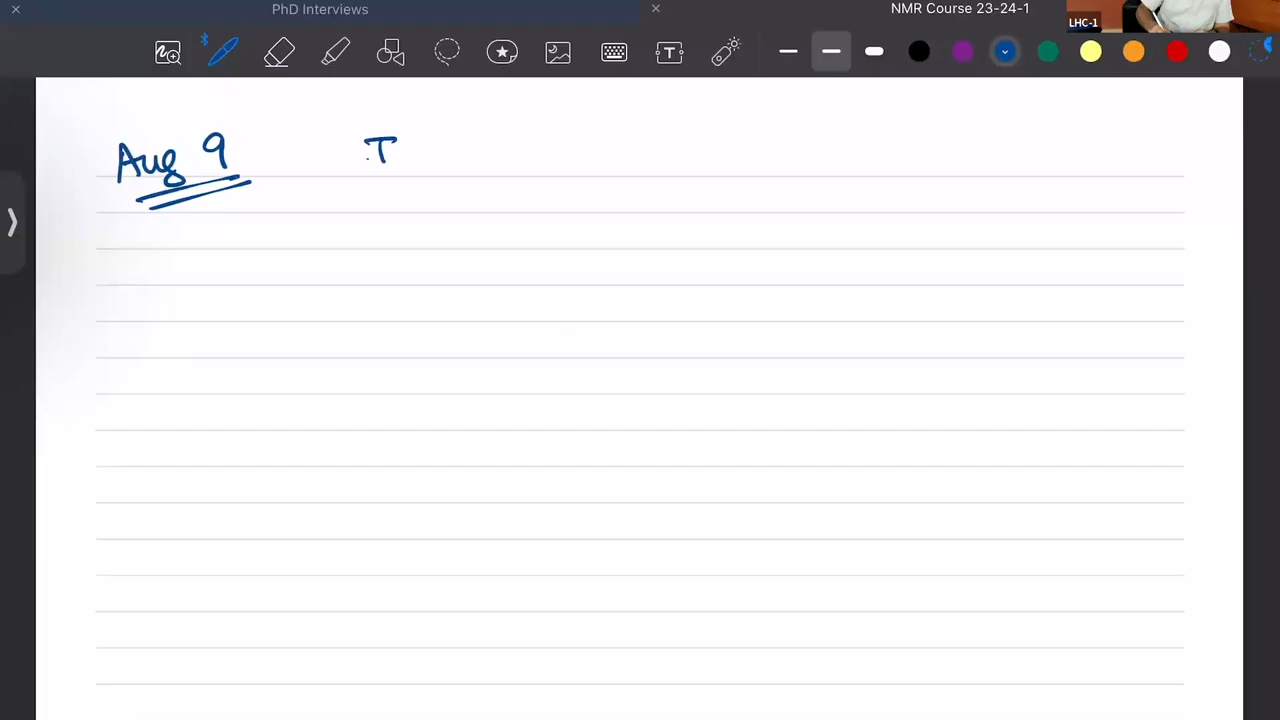 PhD Interviews
NMR Course 23-24-1
LHC-1
T
Aug 9 T